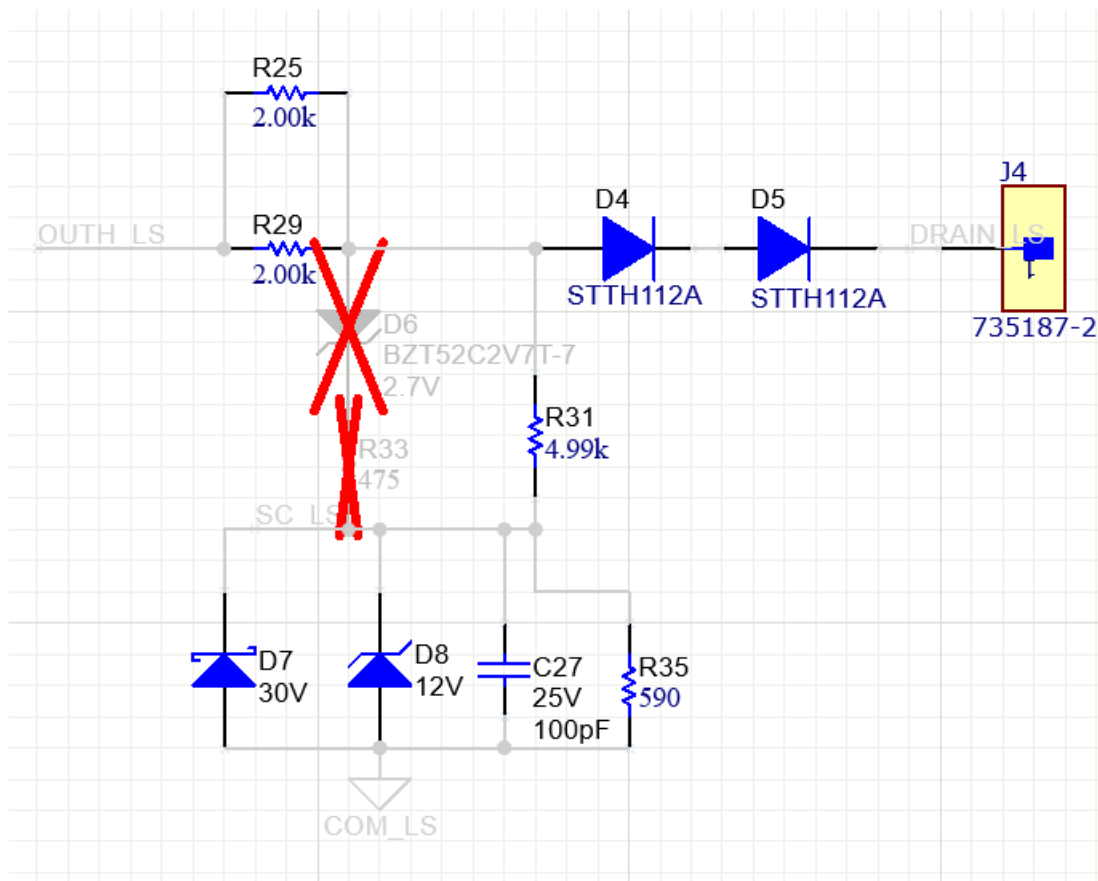 R25
2.00k
J4
D4
D5
R29
OUTH_LS
DRAIN_LS
2.00k
STTH112A
STTH112A
D6
735187-2
BZT52C2V7T-7
2.7V
R31
R33
4.99k
475
SC_LS
D7
D8
C27
R35
30V
12V
25V
590
100pF
COM_LS